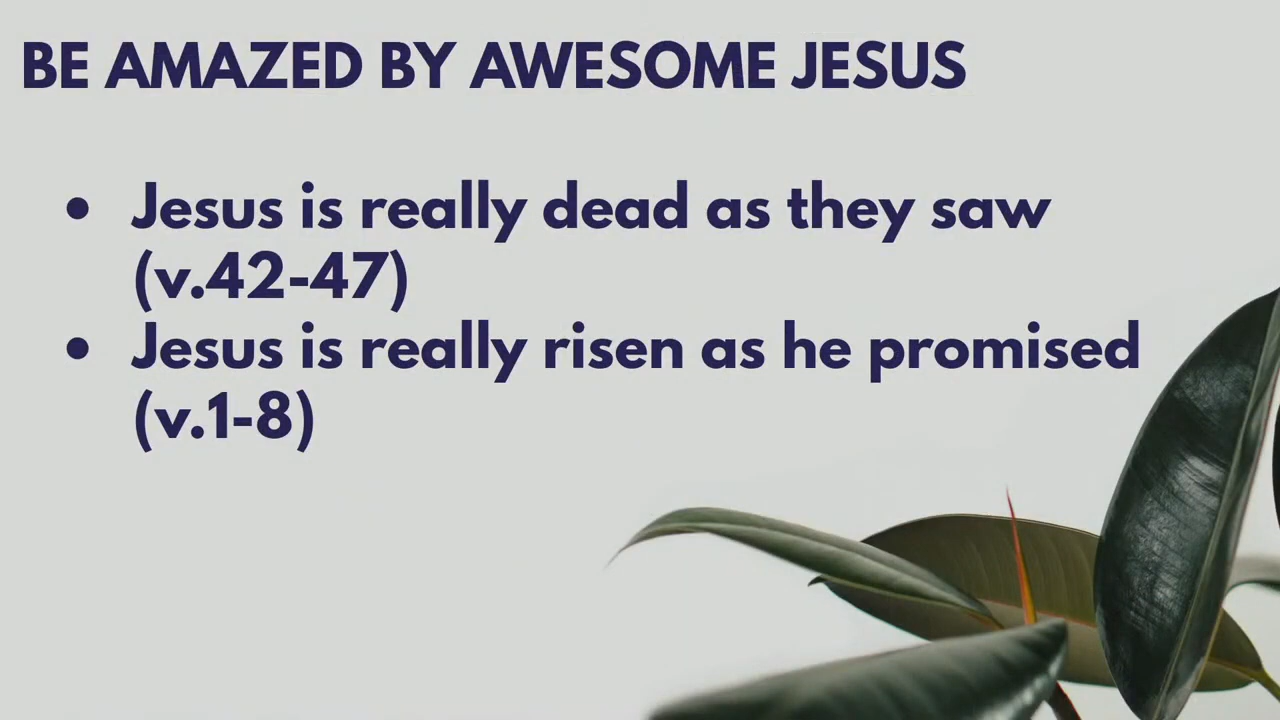 BE AMAZED BY AWESOME JESUS
• Jesus is really dead as they saw
(v.42-47)
• Jesus is really risen as he promised
(v.1-8)